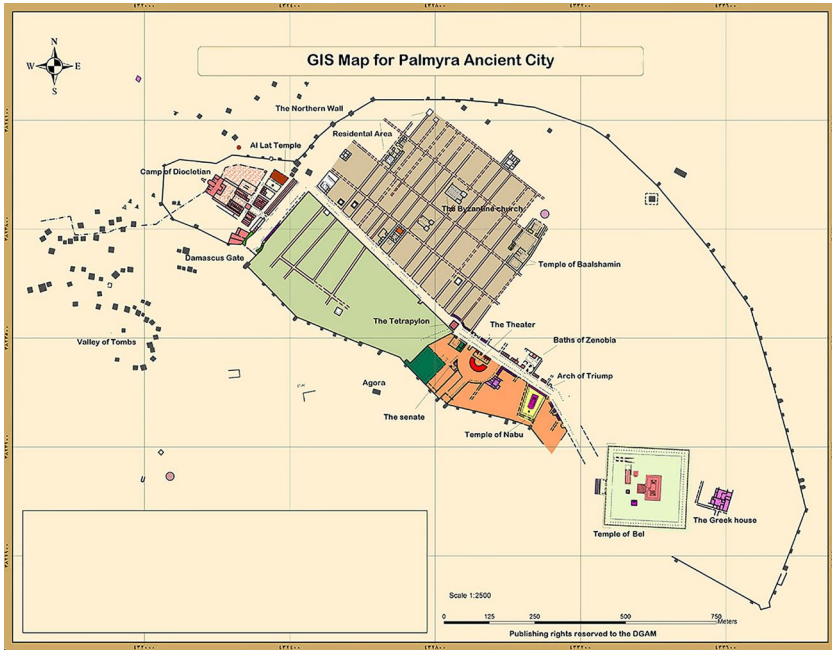 GIS Map for Palmyra Ancient City
N
W
E
S
The Northern Wall
Residental Area
Al Lat Temple
Camp of Diocletian
The Byzantine church
Damascus Gate
Temple of Baalshamin
The Tetrapylon
The Theater
Valley of Tombs
Baths of Zenobia
Agora
Arch of Triump
The senate
Temple of Nabu
The Greek house
Temple of Bel
Scale 1:2500
0 125 250 500 750
Meters
Publishing rights reserved to the DGAM